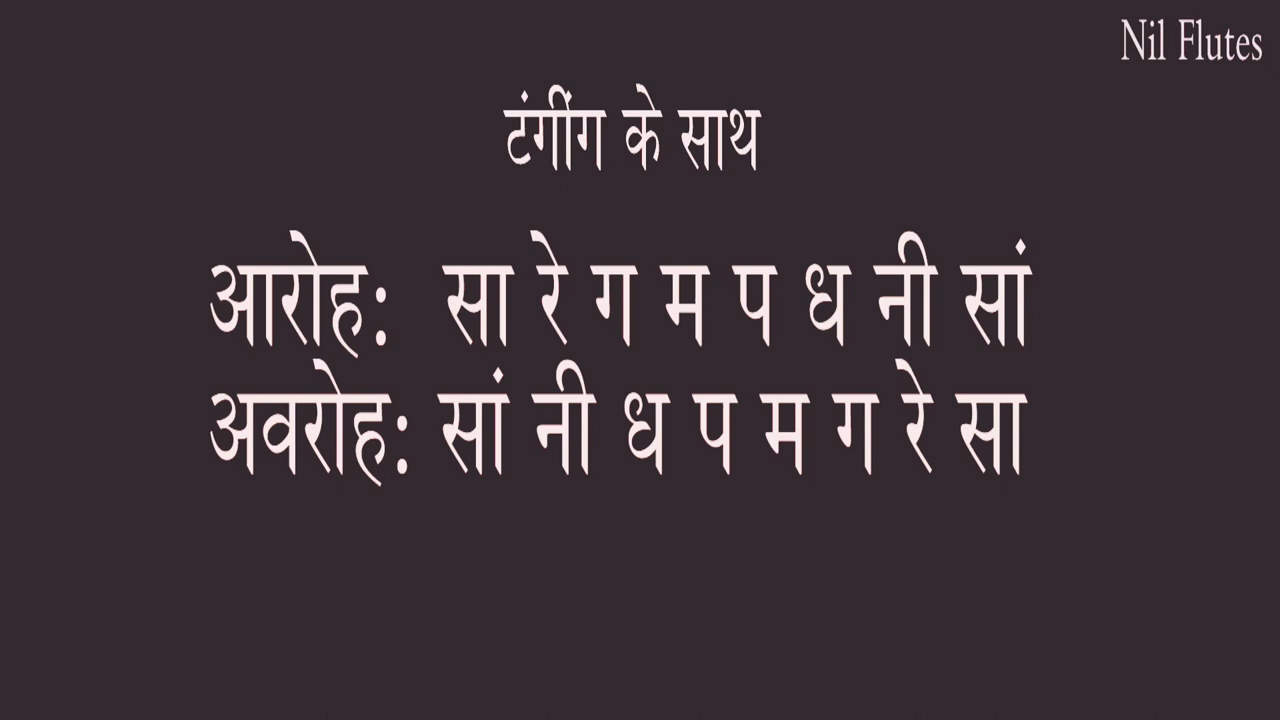 Nil Flutes
टंगींग के साथ
आरोह: सा रे ग म प ध नी सां
अवरोह: सां नी ध प म ग रे सा